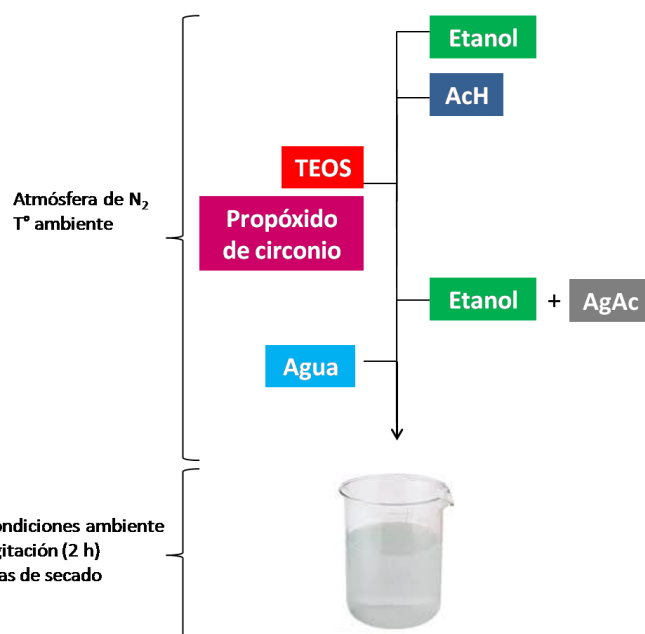 Etanol
AcH
TEOS
Atmósfera de N₂
Tº ambiente
Propóxido
de circonio
Etanol + AgAc
Agua
ondiciones ambiente
gitación (2 h)
as de secado